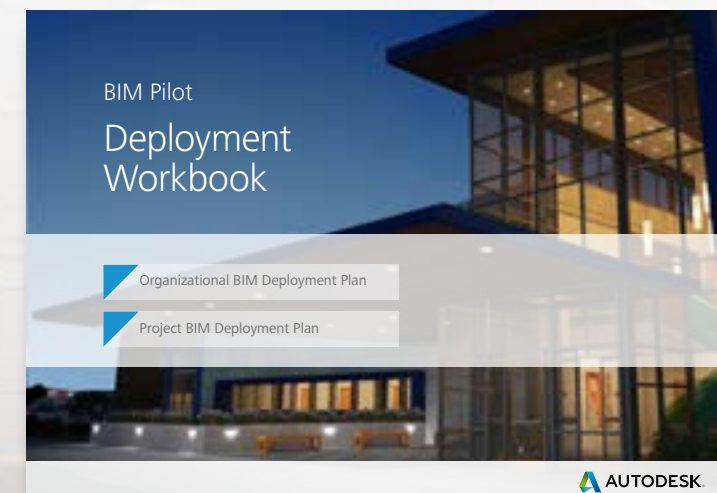 BIM Pilot
Deployment
Workbook
Organizational BIM Deployment Plan
Project BIM Deployment Plan
AUTODESK.